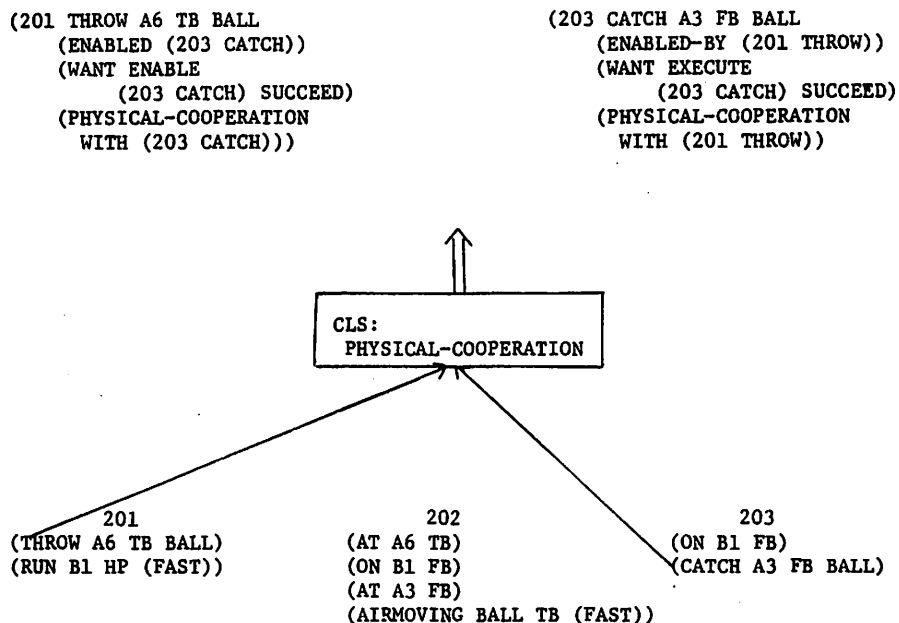 (201 THROW A6 TB BALL
(ENABLED (203 CATCH))
(WANT ENABLE
(203 CATCH) SUCCEED)
(PHYSICAL-COOPERATION
WITH (203 CATCH)))
(203 CATCH A3 FB BALL
(ENABLED-BY (201 THROW))
(WANT EXECUTE
(203 CATCH) SUCCEED)
(PHYSICAL-COOPERATION
WITH (201 THROW))
CLS:
PHYSICAL-COOPERATION
201
(THROW A6 TB BALL)
(RUN B1 HP (FAST))
202
(AT A6 TB)
(ON B1 FB)
(AT A3 FB)
(AIRMOVING BALL TB (FAST))
203
(ON B1 FB)
(CATCH A3 FB BALL)